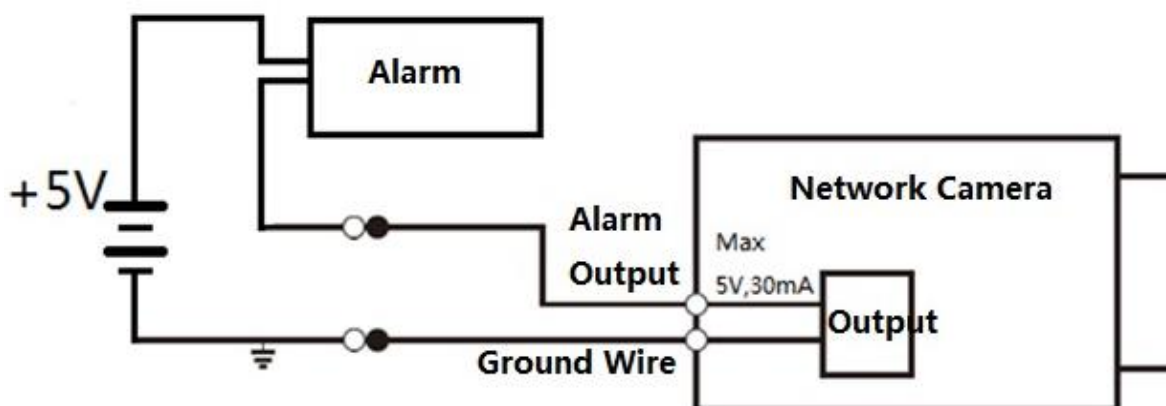 Alarm
+5V
Network Camera
Alarm
Output
Max
5V,30mA
Output
Ground Wire